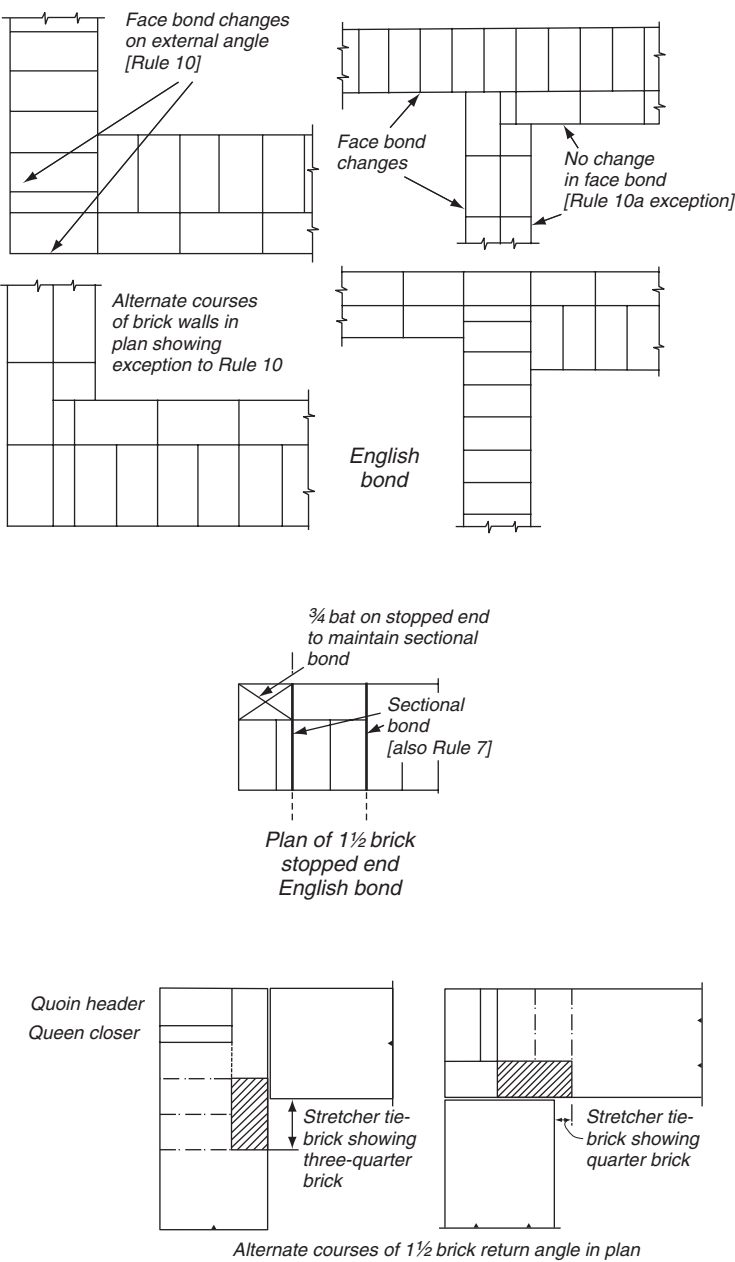 Face bond changes
on external angle
[Rule 10]
Face bond
changes
No change
in face bond
[Rule 10a exception]
Alternate courses
of brick walls in
plan showing
exception to Rule 10
English
bond
¾ bat on stopped end
to maintain sectional
bond
Sectional
bond
[also Rule 7]
Plan of 1½ brick
stopped end
English bond
Quoin header
Queen closer
Stretcher tie-
brick showing
three-quarter
brick
Stretcher tie-
brick showing
quarter brick
Alternate courses of 1½ brick return angle in plan